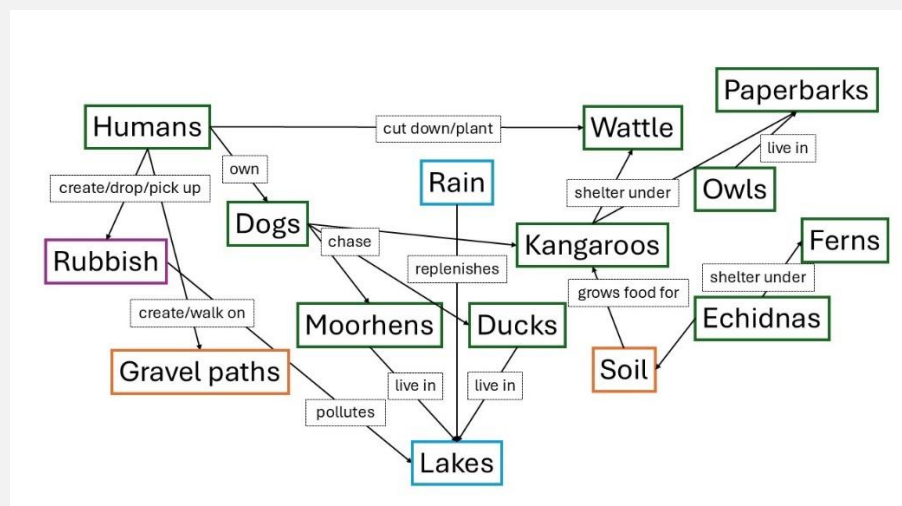 Paperbarks
Humans
cut down/plant
Wattle
live in
own
create/drop/pick up
Rain
shelter under
Owls
Dogs
chase
Kangaroos
Ferns
Rubbish
replenishes
shelter under
grows food for
create/walk on
Moorhens
Ducks
Echidnas
Gravel paths
Soil
live in
live in
pollutes
Lakes